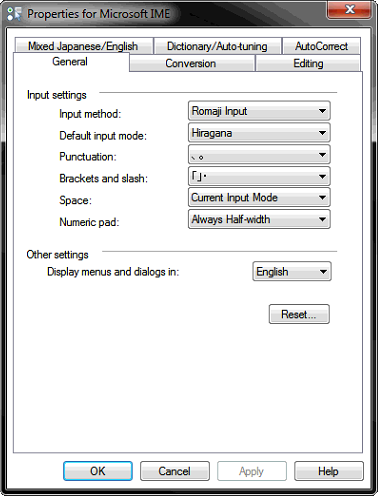 Properties for Microsoft IME
Mixed Japanese/English Dictionary/Auto-tuning AutoCorrect
General Conversion Editing
Input settings
Input method: Romaji Input
Default input mode: Hiragana
Punctuation: 、。
Brackets and slash: 「」・
Space: Current Input Mode
Numeric pad: Always Half-width
Other settings
Display menus and dialogs in: English
Reset...
OK Cancel Apply Help